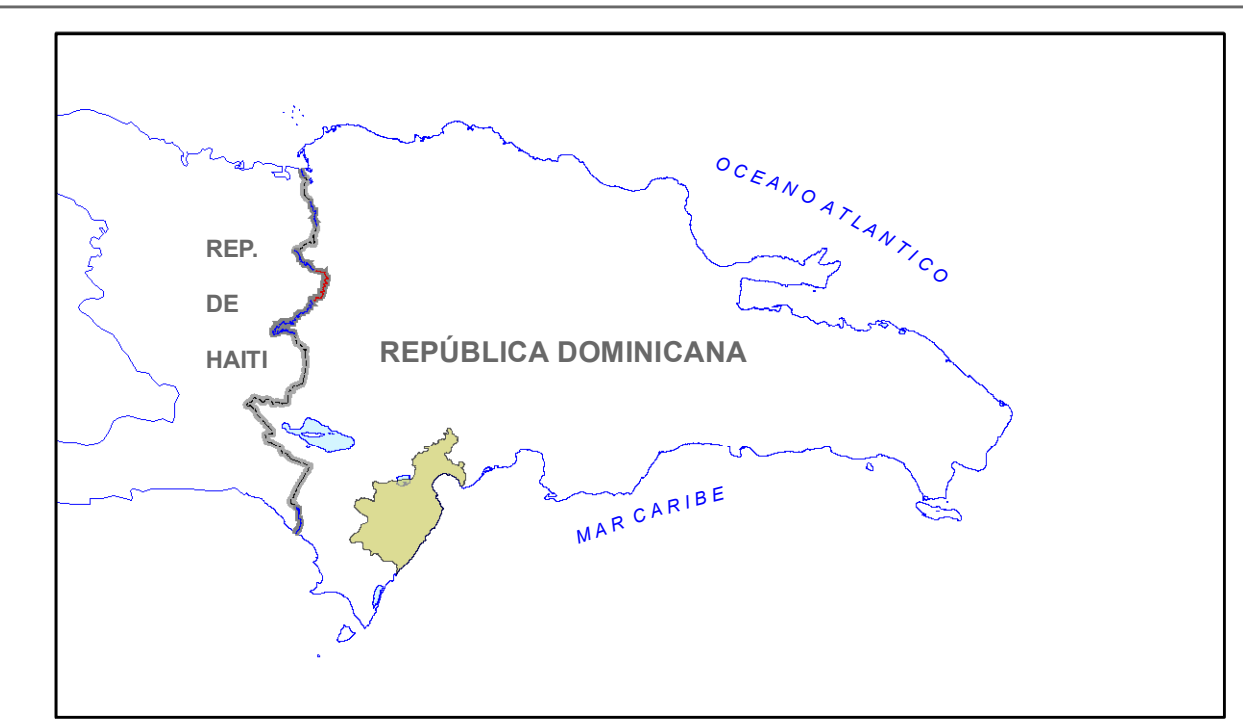 OCEANO ATLANTICO
REP.
DE
HAITI
REPÚBLICA DOMINICANA
MAR CARIBE